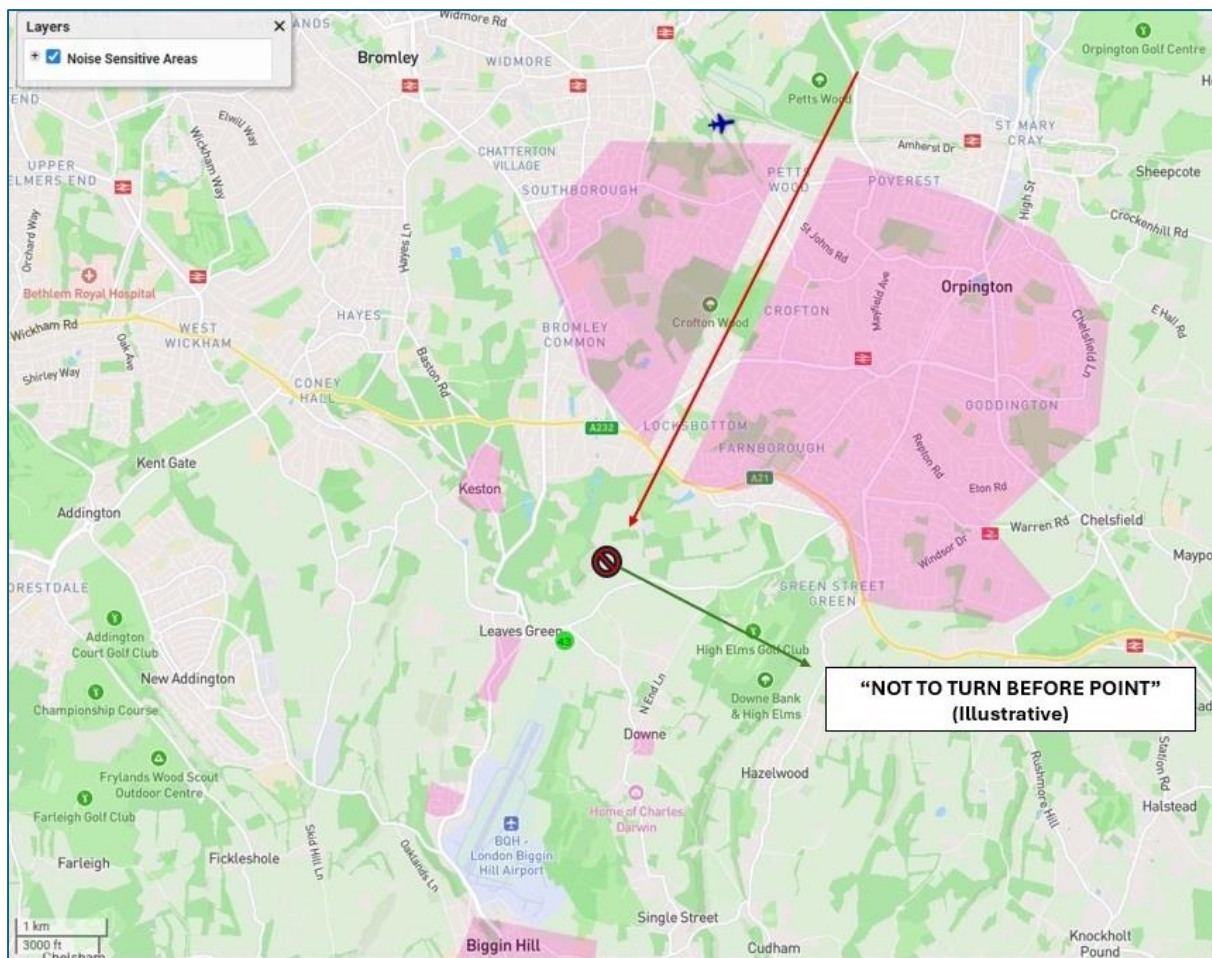 Layers
Noise Sensitive Areas
Widmore Rd
Bromley
WIDMORE
Orpington Golf Centre
Elwill Way
Wickham Way
Petts Wood
ST MARY
CRAY
CHATTERTON
VILLAGE
Amherst Dr
UPPER
ELMERS END
SOUTHBOROUGH
PETTS
WOOD
POVEREST
Sheepcote
High St
Crockenhill Rd
Orchard Way
Hayes Ln
St Johns Rd
Mayfield Ave
Bethlem Royal Hospital
Orpington
Crofton Wood
CROFTON
E Hall Rd
Wickham Rd
WEST
WICKHAM
HAYES
BROMLEY
COMMON
Oak Ave
Chelsfield Ln
Shirley Way
Baston Rd
CONEY
HALL
GODDINGTON
A232
LOCKSBOTTOM
FARNBOROUGH
Repton Rd
Kent Gate
A21
Keston
Eton Rd
Addington
Warren Rd
Chelsfield
Windsor Dr
FORESTDALE
GREEN STREET
GREEN
Leaves Green
43
Addington
Court Golf Club
High Elms Golf Club
New Addington
N End Ln
Downe Bank
& High Elms
“NOT TO TURN BEFORE POINT”
(Illustrative)
Championship Course
Downe
Station Rd
Frylands Wood Scout
Outdoor Centre
Hazelwood
Rushmore Hill
Home of Charles
Darwin
Halstead
Farleigh Golf Club
Skid Hill Ln
Oaklands Ln
BQH -
London Biggin
Hill Airport
Farleigh
Fickleshole
Single Street
1 km
3000 ft
Biggin Hill
Cudham
Knockholt
Pound